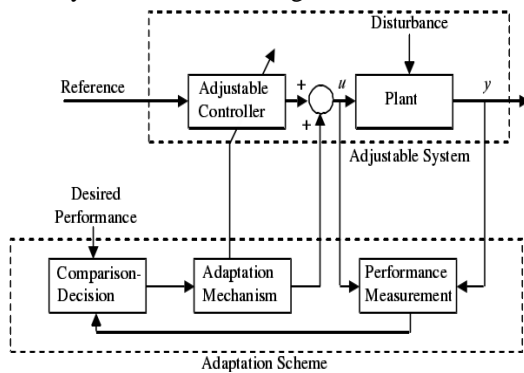 Disturbance
Reference
Adjustable
Controller
+
+
u
Plant
y
Adjustable System
Desired
Performance
Comparison-
Decision
Adaptation
Mechanism
Performance
Measurement
Adaptation Scheme